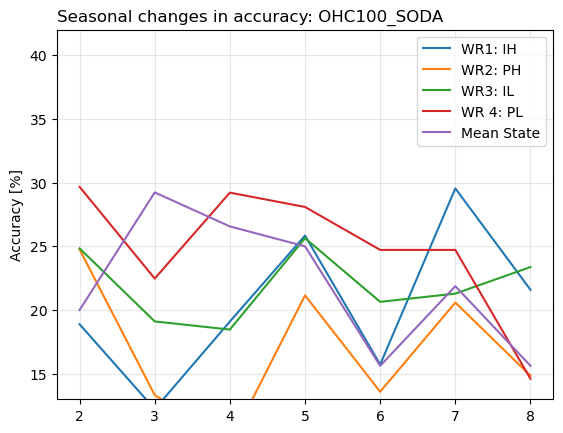 Seasonal changes in accuracy: OHC100_SODA
WR1: IH
WR2: PH
WR3: IL
WR 4: PL
Mean State
Accuracy [%]
40
35
30
25
20
15
2 3 4 5 6 7 8